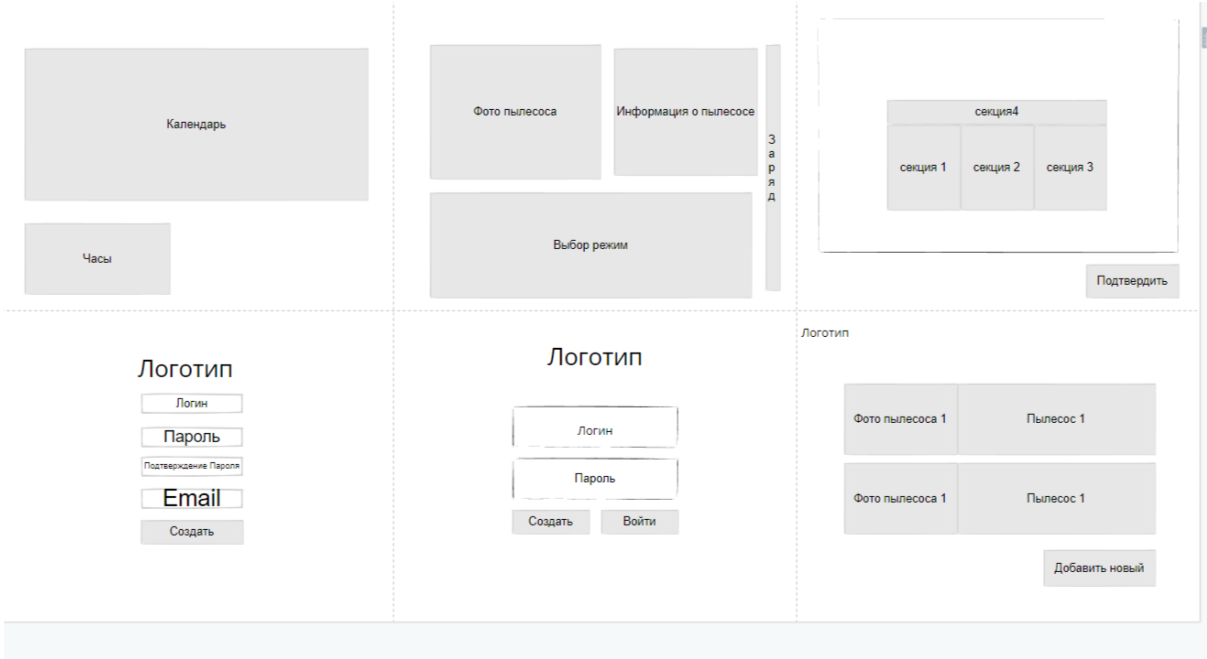 Календарь
Часы
Фото пылесоса
Информация о пылесосе
Заряд
Выбор режим
секция4
секция 1
секция 2
секция 3
Подтвердить
Логотип
Логин
Пароль
Подтверждение Пароля
Email
Создать
Логотип
Логин
Пароль
Создать
Войти
Логотип
Фото пылесоса 1
Пылесос 1
Фото пылесоса 1
Пылесос 1
Добавить новый